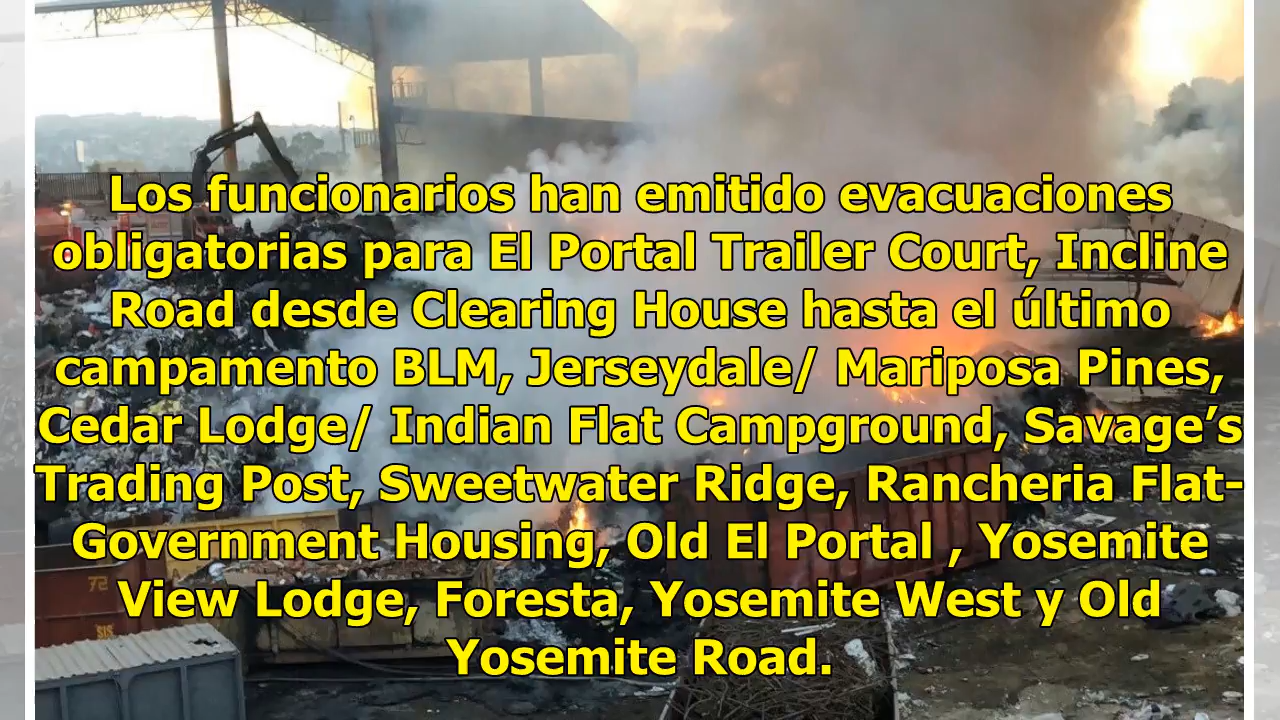 Los funcionarios han emitido evacuaciones
obligatorias para El Portal Trailer Court, Incline
Road desde Clearing House hasta el último
campamento BLM, Jerseydale/ Mariposa Pines,
Cedar Lodge/ Indian Flat Campground, Savage’s
Trading Post, Sweetwater Ridge, Rancheria Flat-
Government Housing, Old El Portal , Yosemite
View Lodge, Foresta, Yosemite West y Old
Yosemite Road.
72
SIS